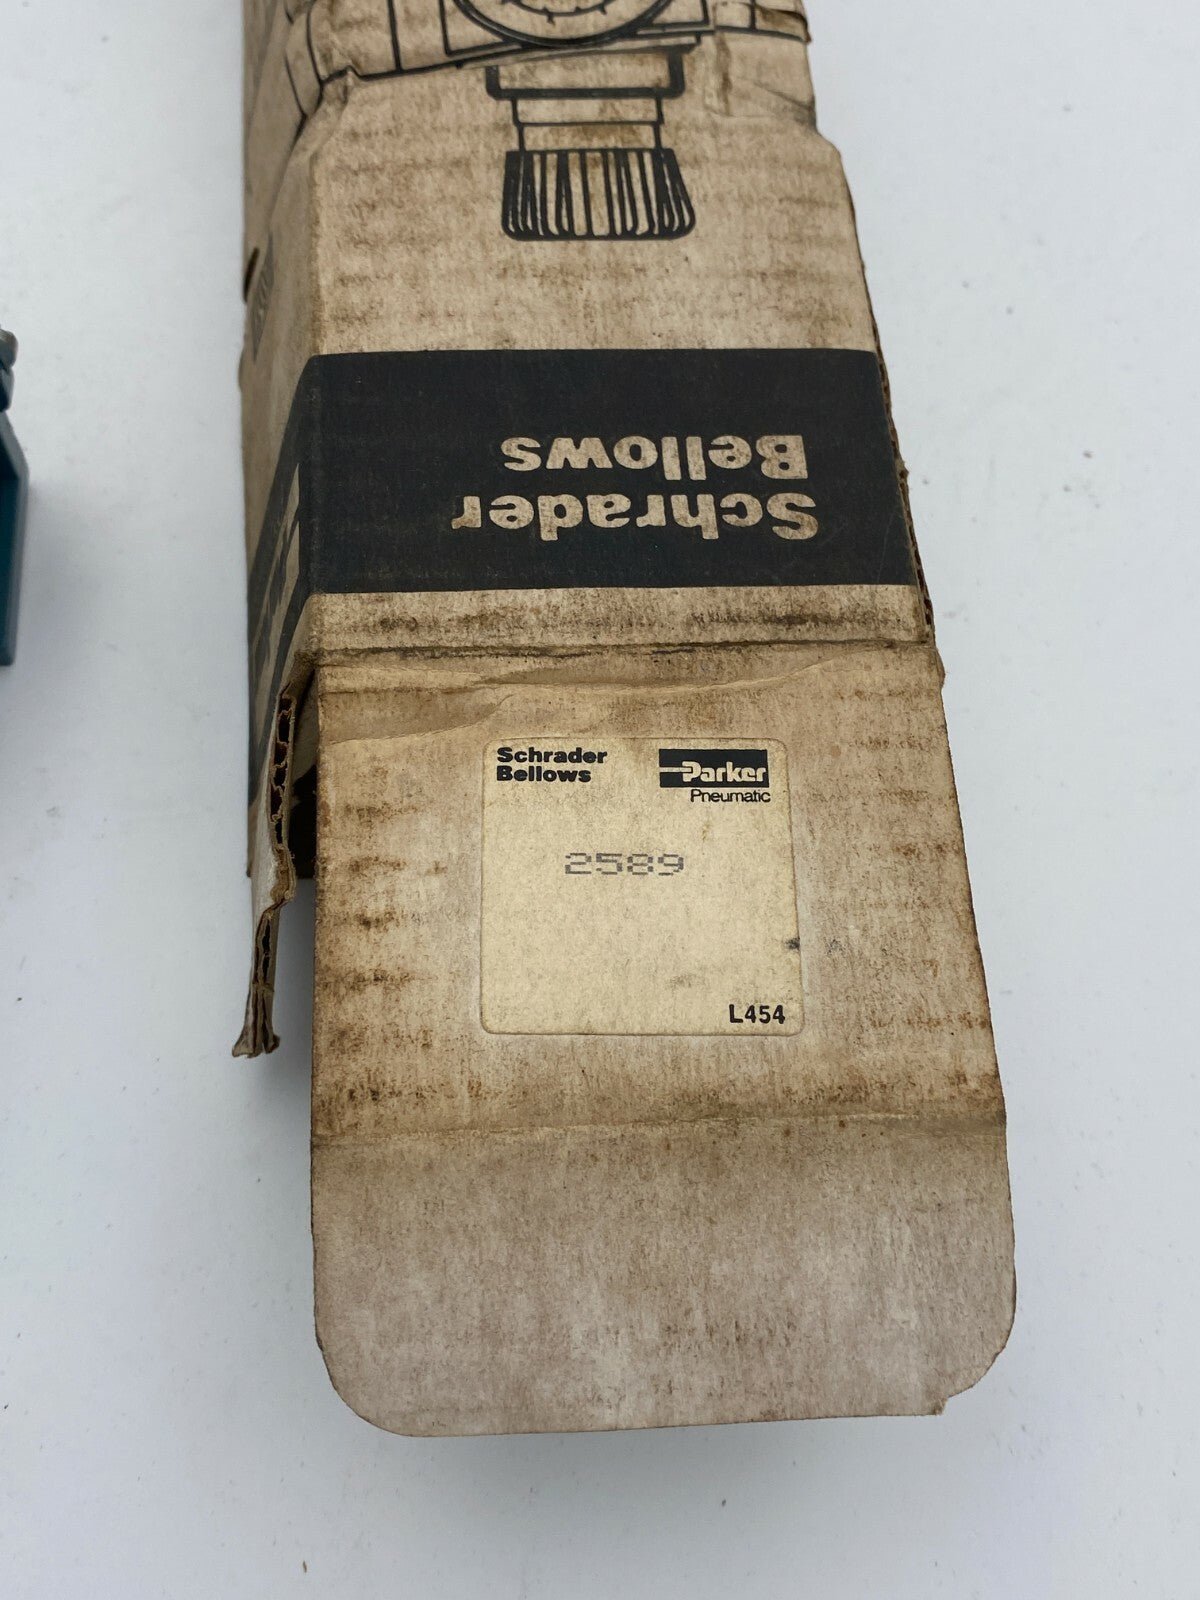 Schrader
Bellows
Schrader
Bellows
Parker
Pneumatic
2589
L454